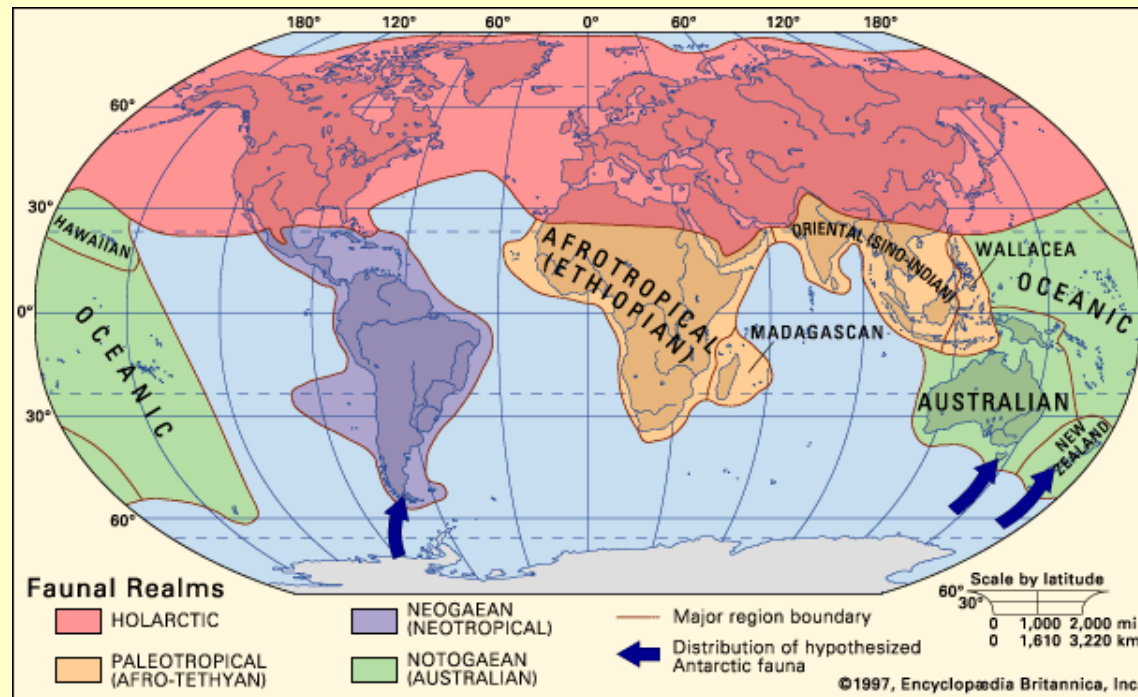 180° 120° 60° 0° 60° 120° 180°
60°
30°
0°
30°
60°
HAWAIIAN
OCEANIC
AFROTROPICAL
(ETHIOPIAN)
MADAGASCAN
ORIENTAL (SINO-INDIAN)
WALLACEA
OCEANIC
AUSTRALIAN
NEW
ZEALAND
Faunal Realms
HOLARCTIC
PALEOTROPICAL
(AFRO-TETHYAN)
NEOGAEAN
(NEOTROPICAL)
NOTOGAEAN
(AUSTRALIAN)
Major region boundary
Distribution of hypothesized
Antarctic fauna
Scale by latitude
60°
30°
0 1,000 2,000 mi
0 1,610 3,220 km
©1997, Encyclopædia Britannica, Inc.